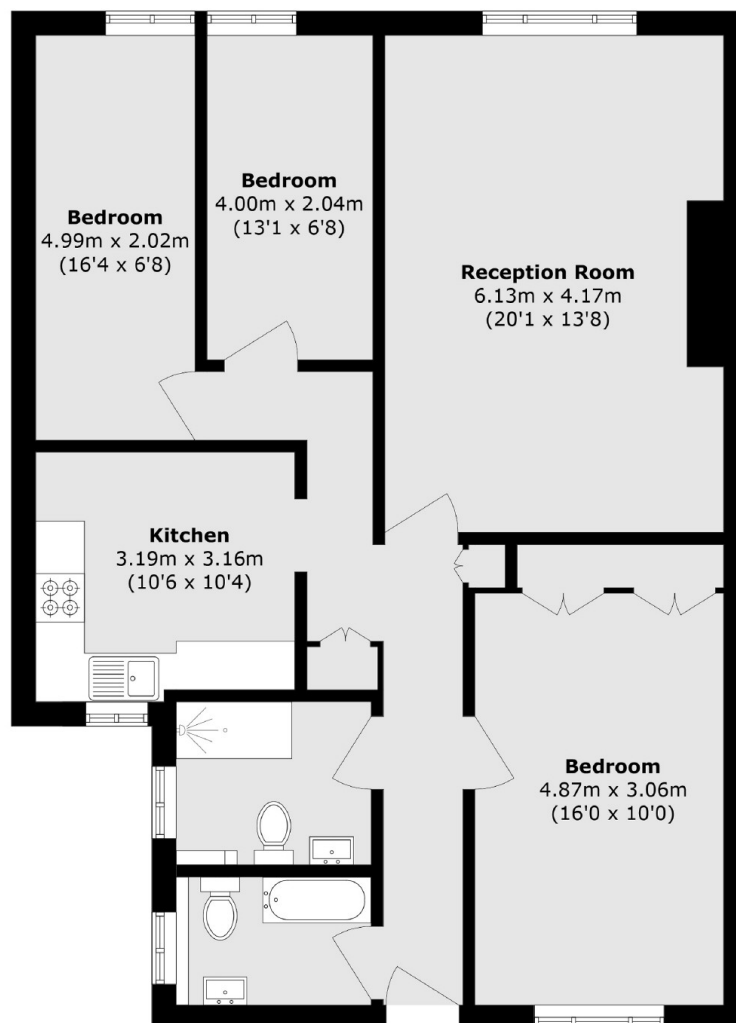 Bedroom
4.99m x 2.02m
(16'4 x 6'8)
Bedroom
4.00m x 2.04m
(13'1 x 6'8)
Reception Room
6.13m x 4.17m
(20'1 x 13'8)
Kitchen
3.19m x 3.16m
(10'6 x 10'4)
Bedroom
4.87m x 3.06m
(16'0 x 10'0)